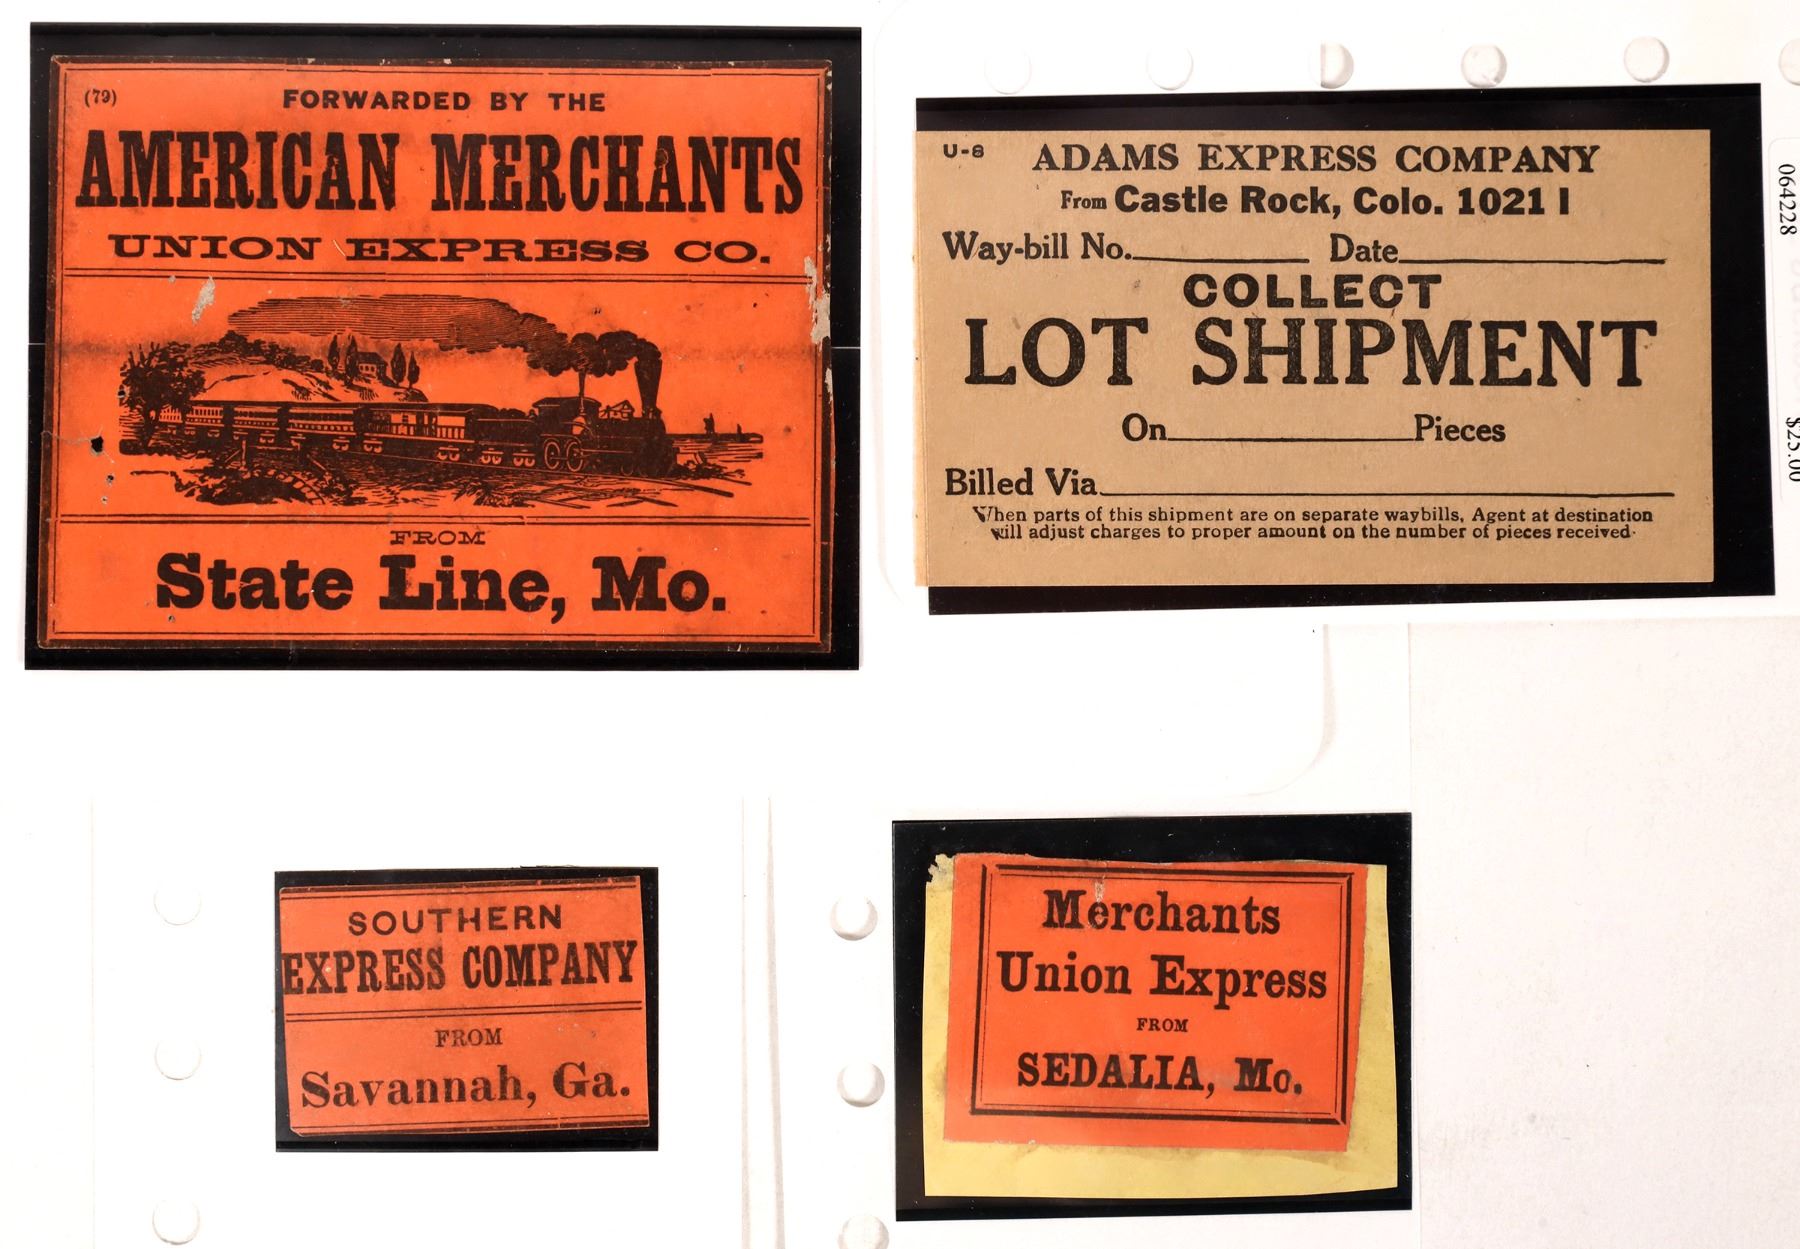 (79)
FORWARDED BY THE
AMERICAN MERCHANTS
UNION EXPRESS CO.
FROM
State Line, Mo.
U-8
ADAMS EXPRESS COMPANY
From Castle Rock, Colo. 1021 I
Way-bill No. Date
COLLECT
LOT SHIPMENT
On Pieces
Billed Via
When parts of this shipment are on separate waybills, Agent at destination
will adjust charges to proper amount on the number of pieces received.
064228
$25.00
SOUTHERN
EXPRESS COMPANY
FROM
Savannah, Ga.
Merchants
Union Express
FROM
SEDALIA, Mo.